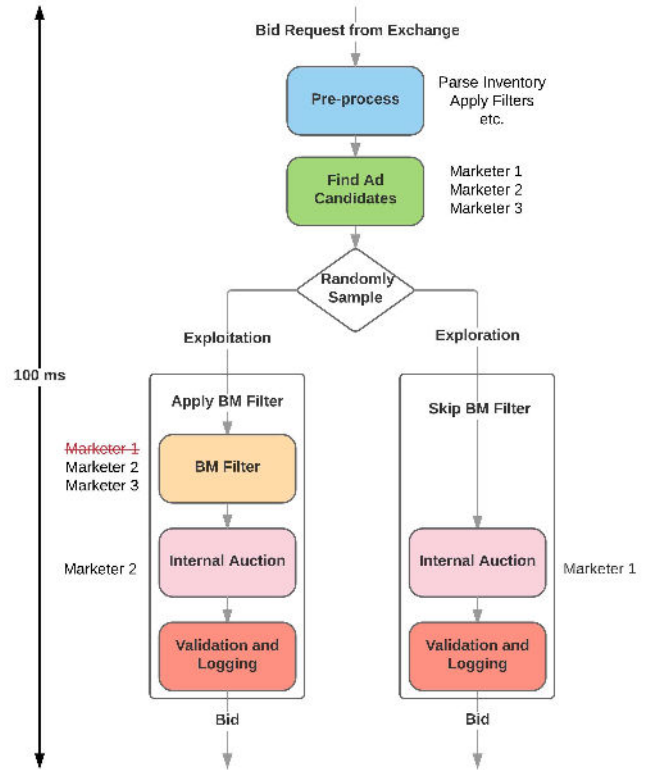 Bid Request from Exchange
Pre-process
Parse Inventory
Apply Filters
etc.
Find Ad
Candidates
Marketer 1
Marketer 2
Marketer 3
Randomly
Sample
Exploitation
Exploration
100 ms
Apply BM Filter
Skip BM Filter
Marketer 1
Marketer 2
Marketer 3
BM Filter
Marketer 2
Internal Auction
Internal Auction
Marketer 1
Validation and
Logging
Validation and
Logging
Bid
Bid